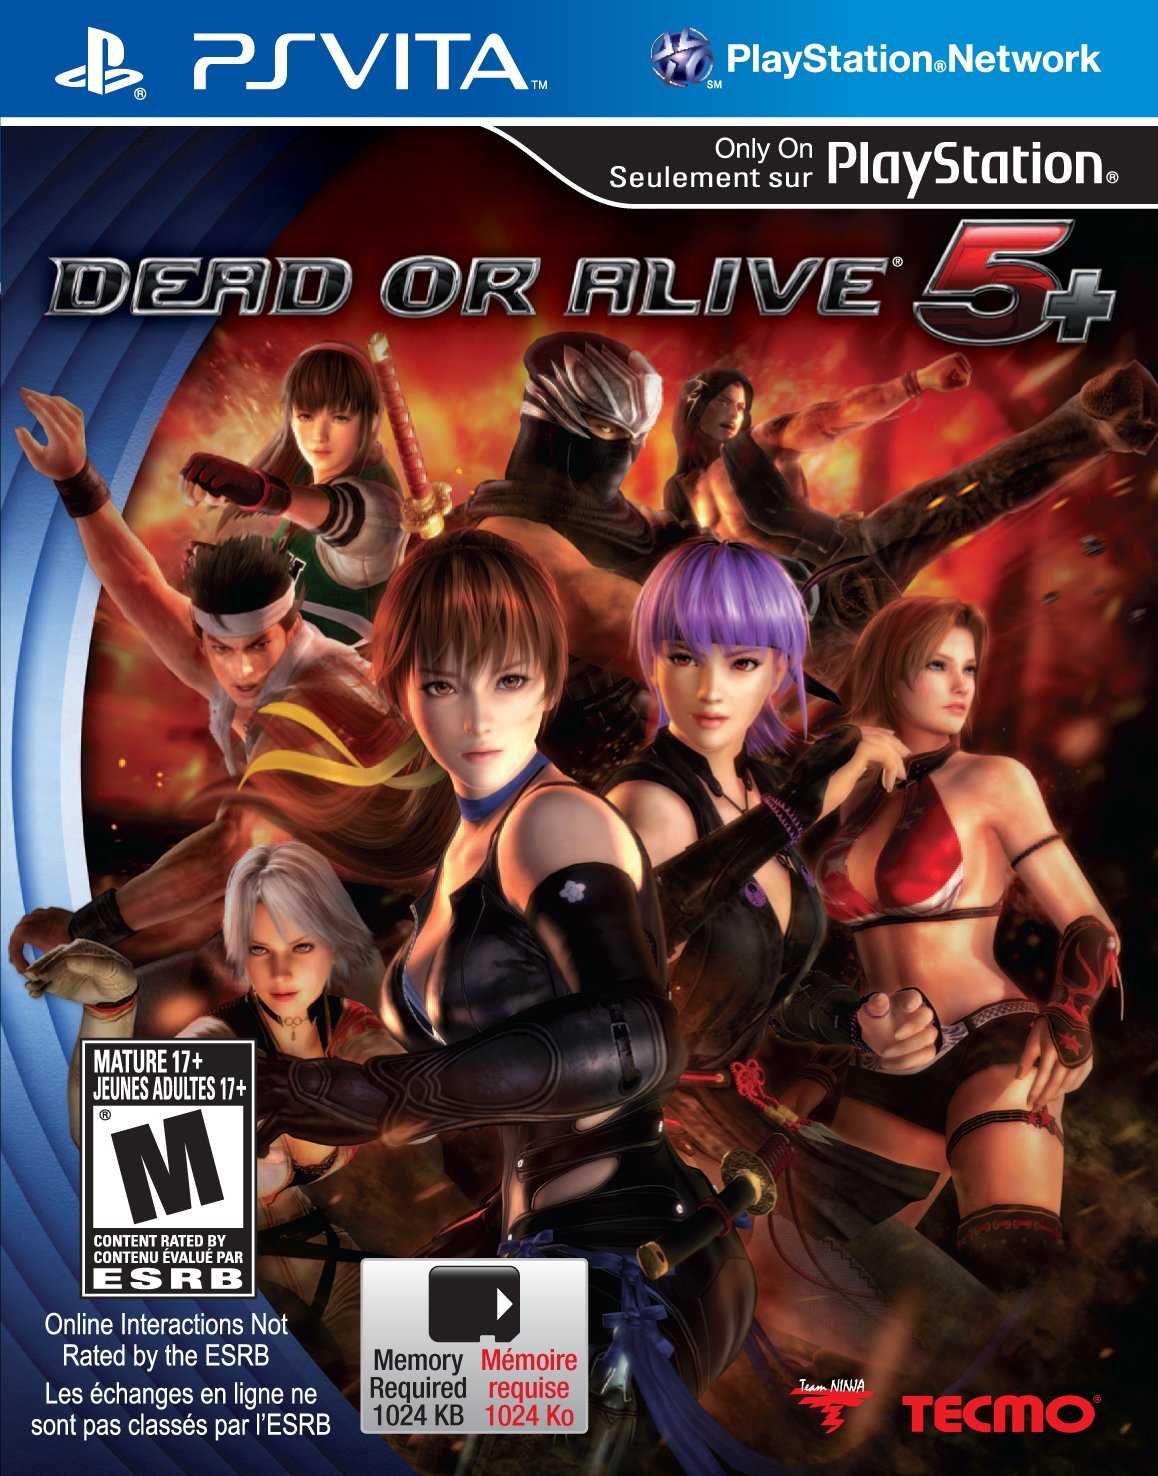 PSVITA™
PlayStation®Network
SM
Only On
Seulement sur
PlayStation®
DEAD OR ALIVE® 5+
MATURE 17+
JEUNES ADULTES 17+
®
M
CONTENT RATED BY
CONTENU ÉVALUÉ PAR
ESRB
Online Interactions Not
Rated by the ESRB
Les échanges en ligne ne
sont pas classés par l'ESRB
Memory
Required
1024 KB
Mémoire
requise
1024 Ko
Team NINJA
TECMO®